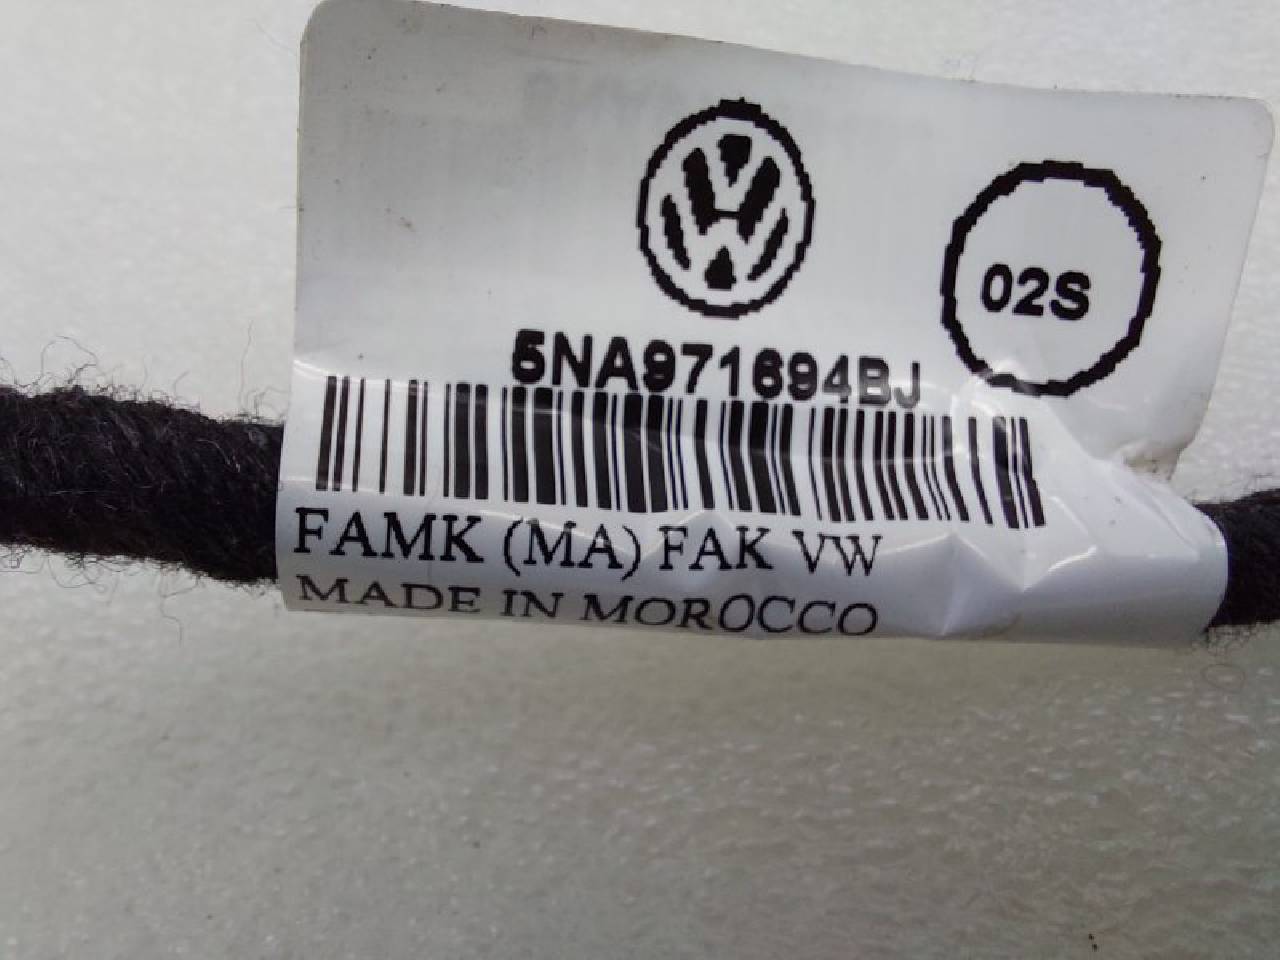 02S
5NA971694BJ
FAMK (MA) FAK VW
MADE IN MOROCCO